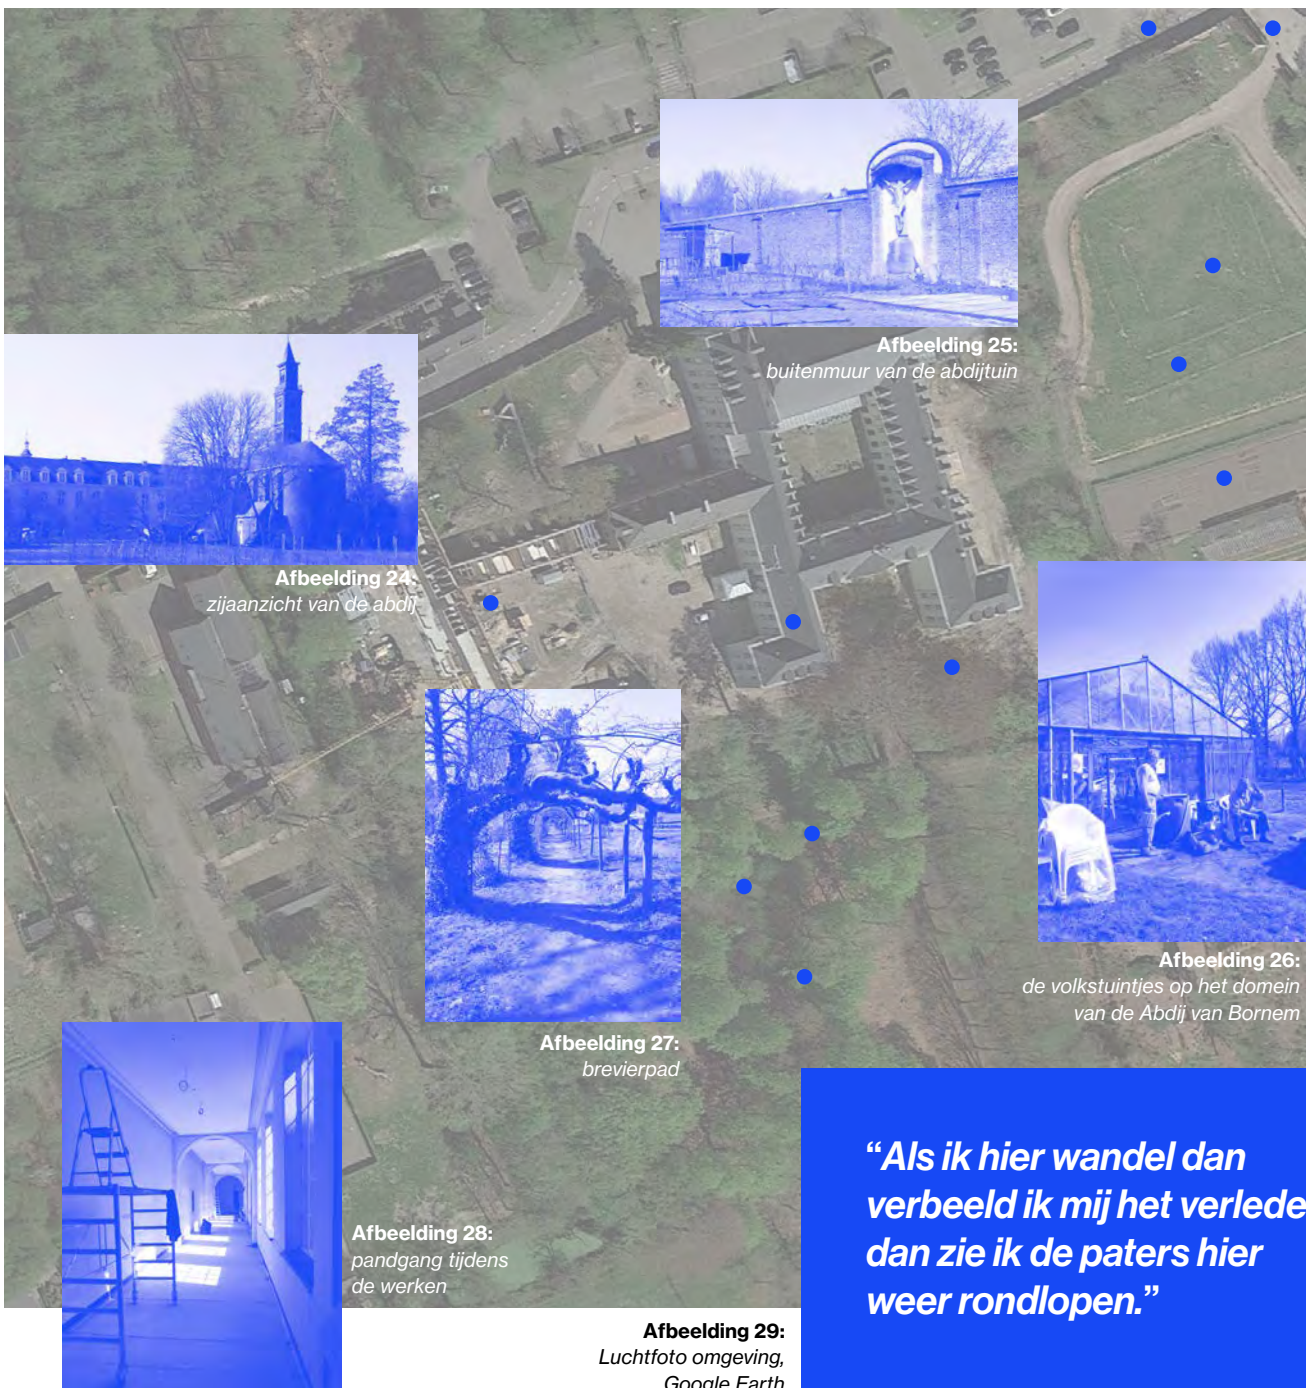 Afbeelding 25:
buitenmuur van de abdijtuin
Afbeelding 24:
zijaanzicht van de abdij
Afbeelding 26:
de volkstuintjes op het domein
van de Abdij van Bornem
Afbeelding 27:
brevierpad
Afbeelding 28:
pandgang tijdens
de werken
Afbeelding 29:
Luchtfoto omgeving,
Google Earth
“Als ik hier wandel dan
verbeeld ik mij het verlede
dan zie ik de paters hier
weer rondlopen.”